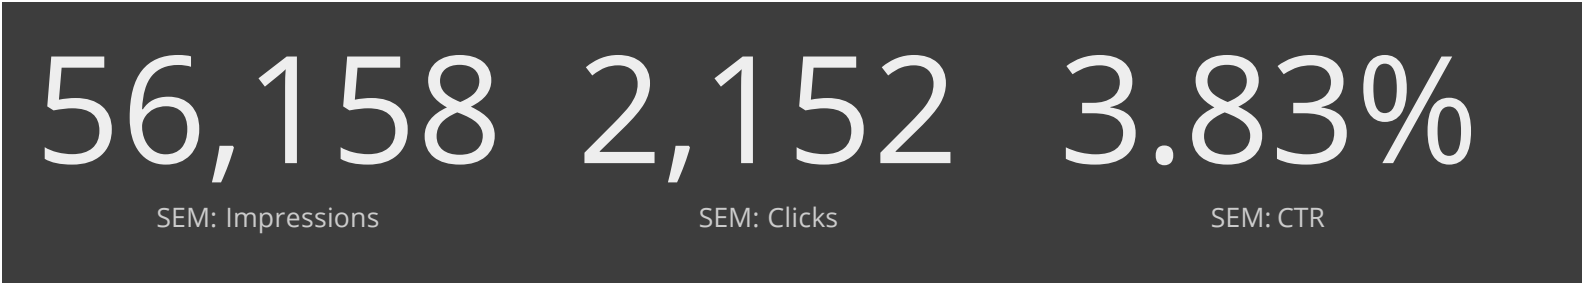 56,158 2,152 3.83%
SEM: Impressions SEM: Clicks SEM: CTR